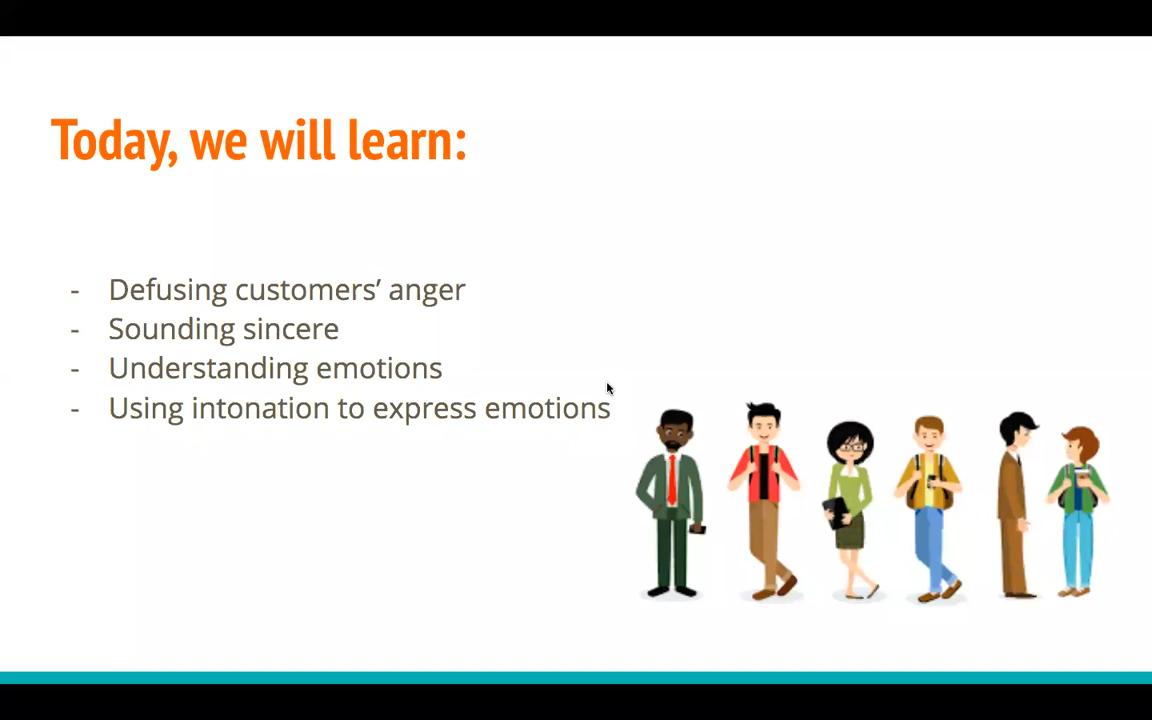 Today, we will learn:
- Defusing customers’ anger
- Sounding sincere
- Understanding emotions
- Using intonation to express emotions